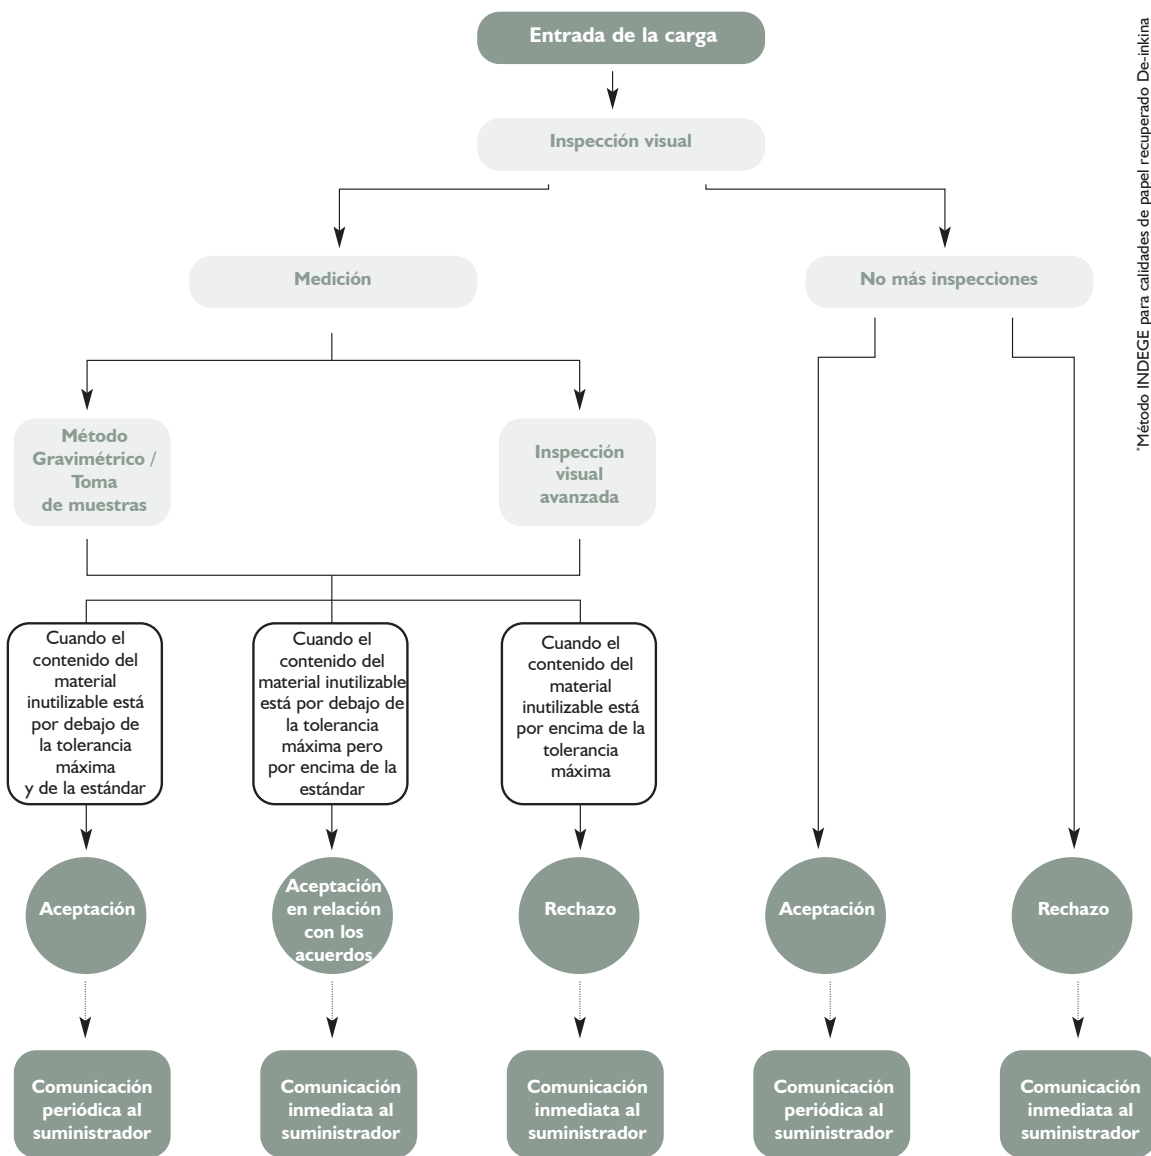 Entrada de la carga
Inspección visual
Medición
No más inspecciones
Método
Gravimétrico /
Toma
de muestras
Inspección
visual
avanzada
Cuando el
contenido del
material
inutilizable está
por debajo de
la tolerancia
máxima
y de la estándar
Cuando el
contenido del
material inutilizable
está por debajo de
la tolerancia
máxima pero
por encima de la
estándar
Cuando el
contenido del
material
inutilizable está
por encima de la
tolerancia
máxima
Aceptación
Aceptación
en relación
con los
acuerdos
Rechazo
Aceptación
Rechazo
Comunicación
periódica al
suministrador
Comunicación
inmediata al
suministrador
Comunicación
inmediata al
suministrador
Comunicación
periódica al
suministrador
Comunicación
inmediata al
suministrador
*Método INDEGE para calidades de papel recuperado De-inkina